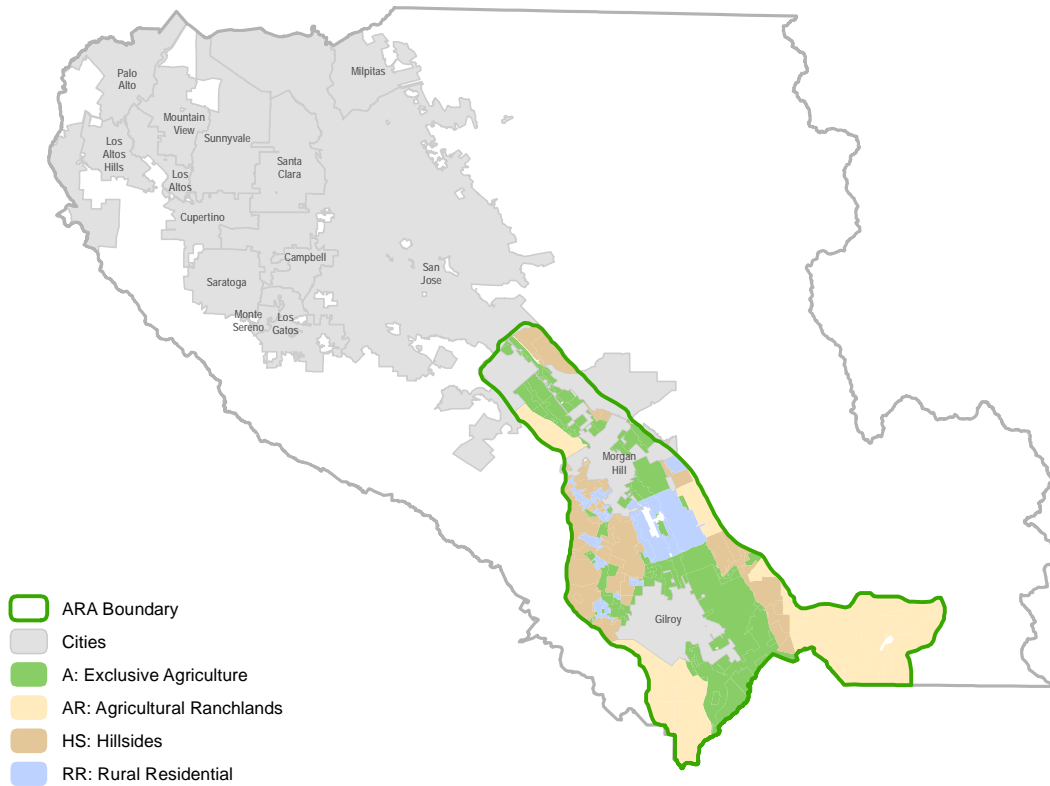 Palo
Alto
Milpitas
Mountain
View
Sunnyvale
Los
Altos
Hills
Santa
Clara
Los
Altos
Cupertino
Campbell
San
Jose
Saratoga
Monte
Sereno
Los
Gatos
Morgan
Hill
Gilroy
ARA Boundary
Cities
A: Exclusive Agriculture
AR: Agricultural Ranchlands
HS: Hillsides
RR: Rural Residential